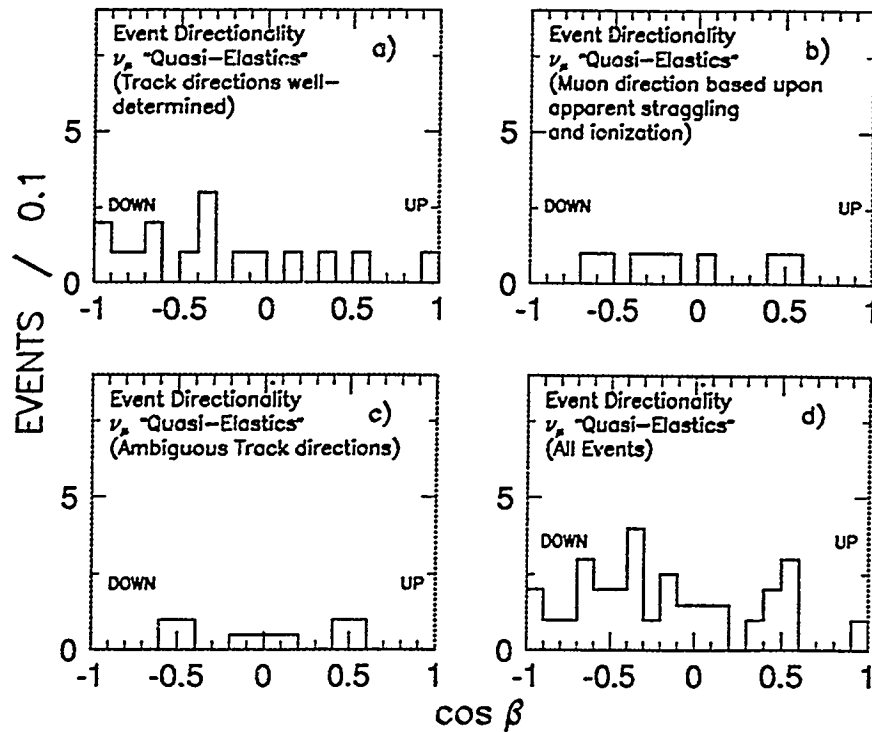 Event Directionality
ν_μ "Quasi-Elastics"
(Track directions well-
determined)
a)
5
DOWN
UP
0
-1
-0.5
0
0.5
1
Event Directionality
ν_μ "Quasi-Elastics"
(Muon direction based upon
apparent straggling
and ionization)
b)
5
DOWN
UP
0
-1
-0.5
0
0.5
1
EVENTS / 0.1
Event Directionality
ν_μ "Quasi-Elastics"
(Ambiguous Track directions)
c)
5
DOWN
UP
0
-1
-0.5
0
0.5
1
Event Directionality
ν_μ "Quasi-Elastics"
(All Events)
d)
5
DOWN
UP
0
-1
-0.5
0
0.5
1
cos β